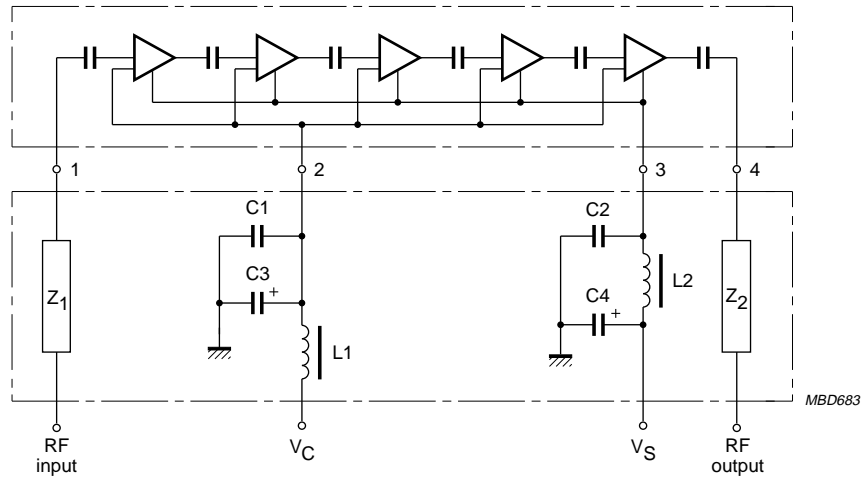 1
2
3
4
C1
C2
C3
+
C4
+
Z1
L1
L2
Z2
MBD683
RF
input
VC
VS
RF
output